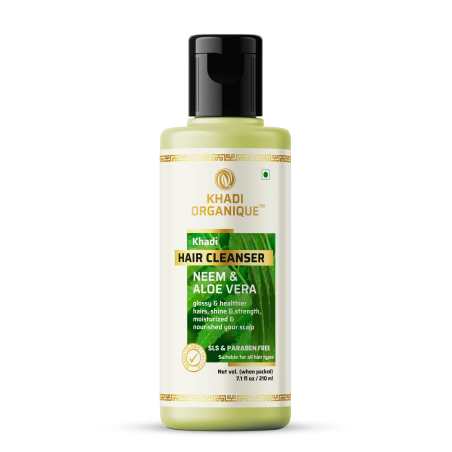 KHADI
ORGANIQUE™
Khadi
HAIR CLEANSER
NEEM &
ALOE VERA
glossy & healthier
hairs, shine & strength,
moisturized &
nourished your scalp
SLS & PARABEN FREE
Suitable for all hair types
Net vol. (when packed)
7.1 fl oz / 210 ml